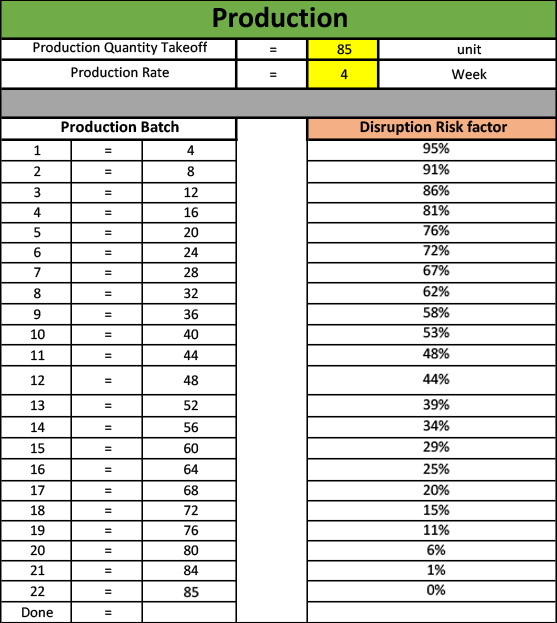 Production
Production Quantity Takeoff = 85 unit
Production Rate = 4 Week
Production Batch Disruption Risk factor
1 = 4 95%
2 = 8 91%
3 = 12 86%
4 = 16 81%
5 = 20 76%
6 = 24 72%
7 = 28 67%
8 = 32 62%
9 = 36 58%
10 = 40 53%
11 = 44 48%
12 = 48 44%
13 = 52 39%
14 = 56 34%
15 = 60 29%
16 = 64 25%
17 = 68 20%
18 = 72 15%
19 = 76 11%
20 = 80 6%
21 = 84 1%
22 = 85 0%
Done =